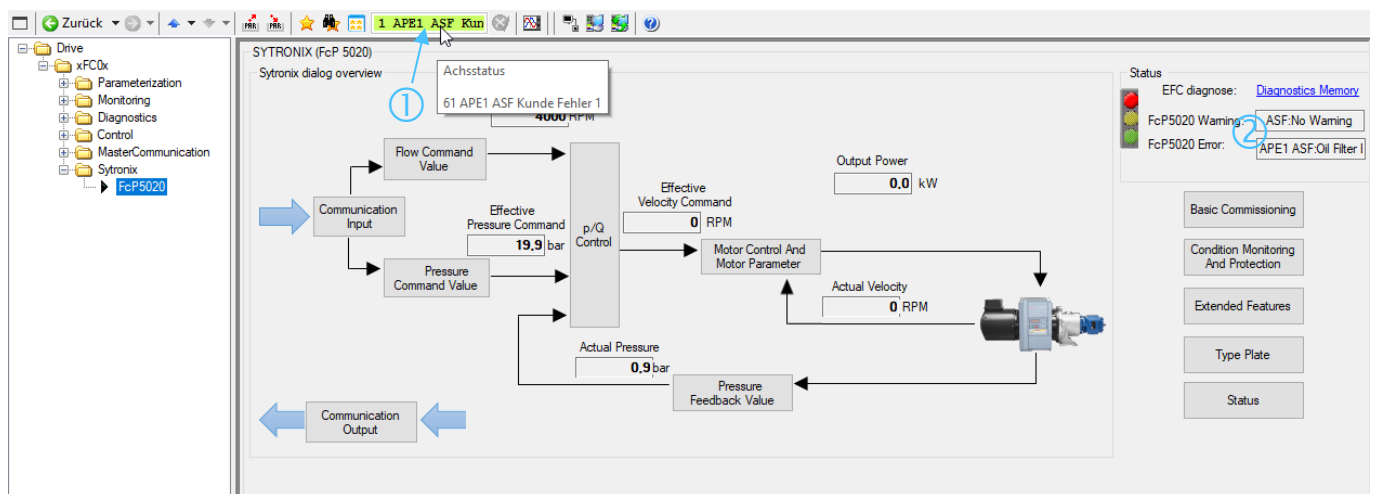 Zurück
PAR
PAR
1 APE1 ASF Kun
Drive
xFC0x
Parameterization
Monitoring
Diagnostics
Control
MasterCommunication
Sytronix
FcP5020
SYTRONIX (FcP 5020)
Sytronix dialog overview
Achsstatus
61 APE1 ASF Kunde Fehler 1
1
4000 RPM
Flow Command
Value
Communication
Input
Effective
Pressure Command
19,9 bar
Pressure
Command Value
p/Q
Control
Effective
Velocity Command
0 RPM
Output Power
0,0 kW
Motor Control And
Motor Parameter
Actual Velocity
0 RPM
Actual Pressure
0,9 bar
Pressure
Feedback Value
Communication
Output
Status
EFC diagnose: Diagnostics Memory
FcP5020 Warning: ASF:No Warning
2
FcP5020 Error: APE1 ASF:Oil Filter
Basic Commissioning
Condition Monitoring
And Protection
Extended Features
Type Plate
Status